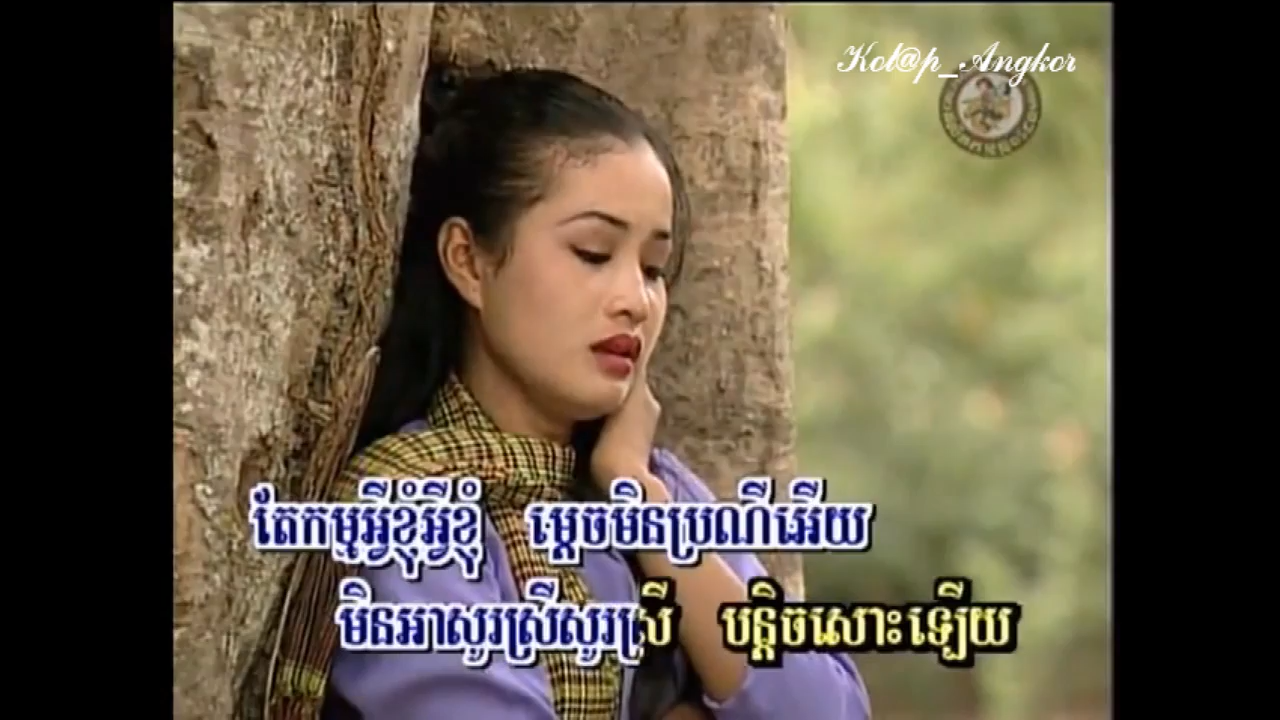 Kol@p_Angkor
តែកម្មអ្វីខ្ញុំអ្វីខ្ញុំ ម្ដេចមិនប្រណីអើយ
មិនអាសូរស្រីសូរស្រី បន្តិចសោះឡើយ